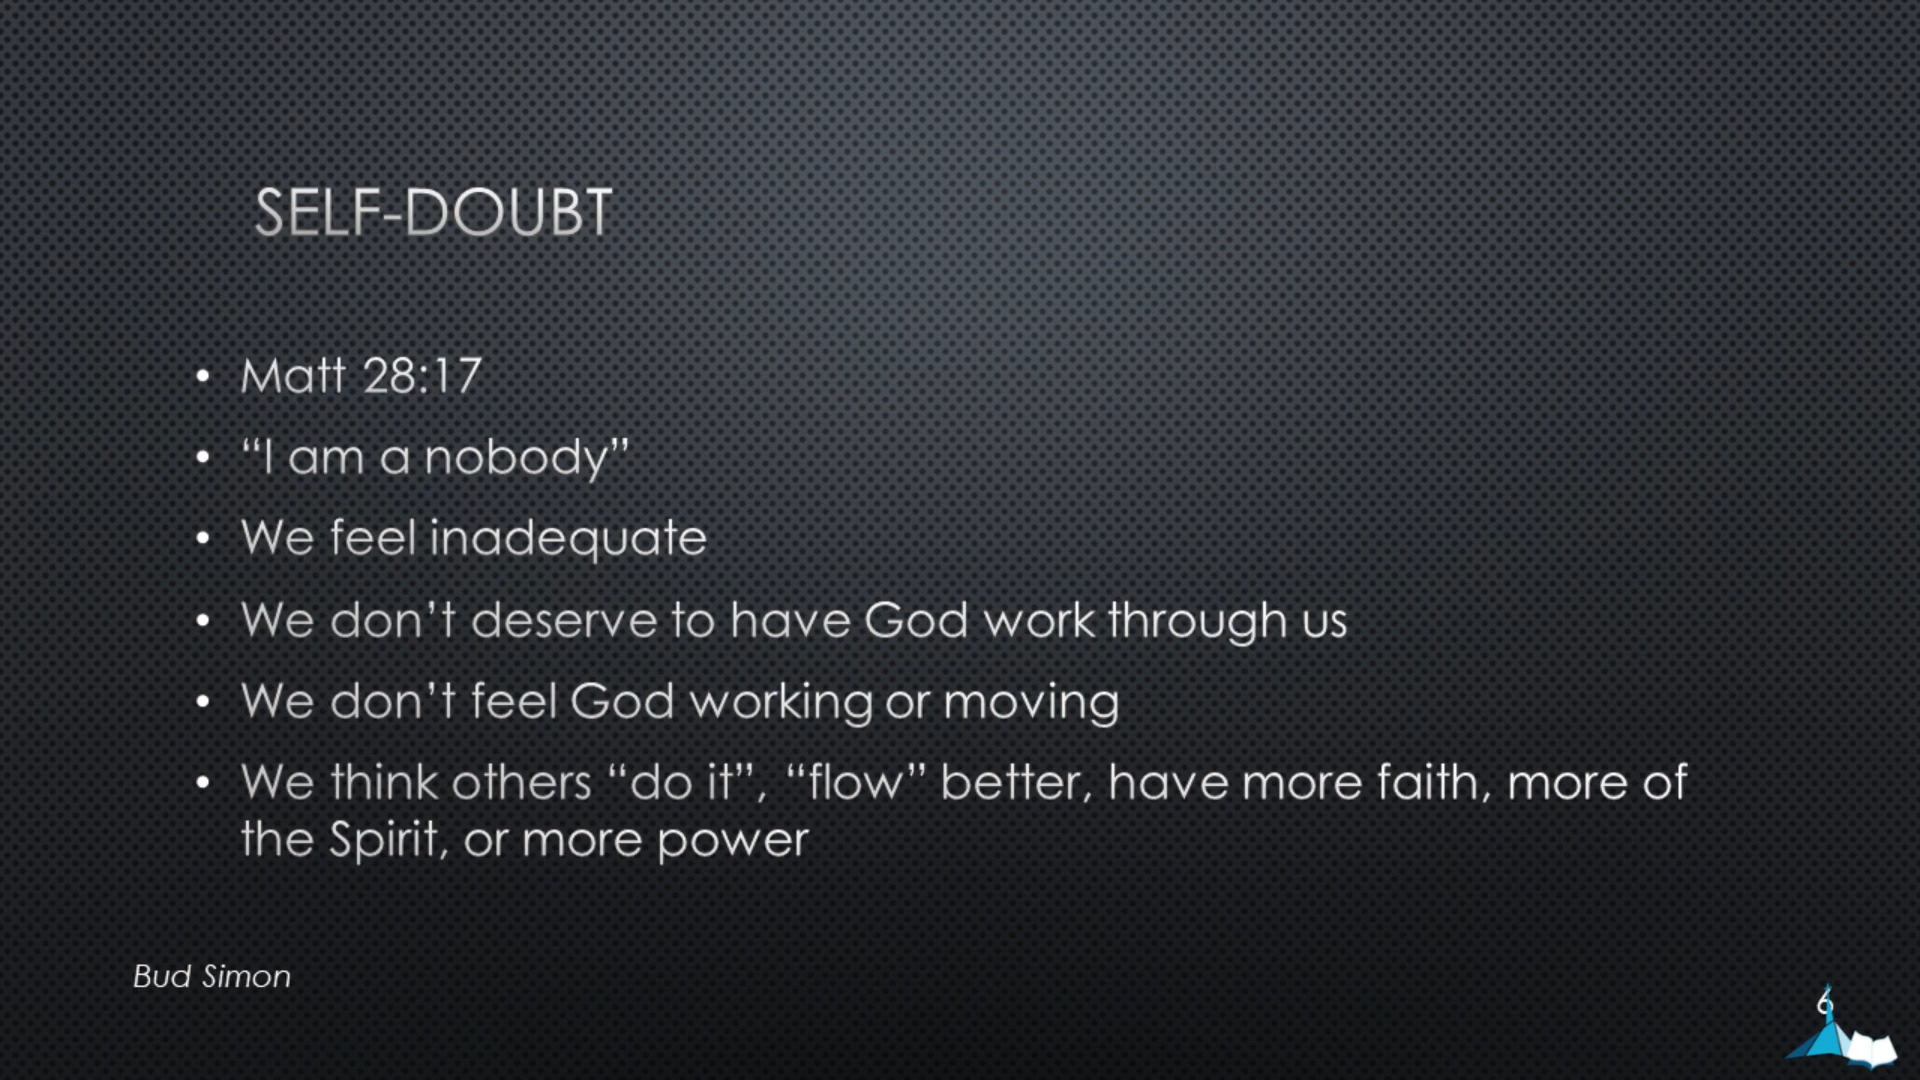 SELF-DOUBT
• Matt 28:17
• “I am a nobody”
• We feel inadequate
• We don’t deserve to have God work through us
• We don’t feel God working or moving
• We think others “do it”, “flow” better, have more faith, more of
the Spirit, or more power
Bud Simon
6